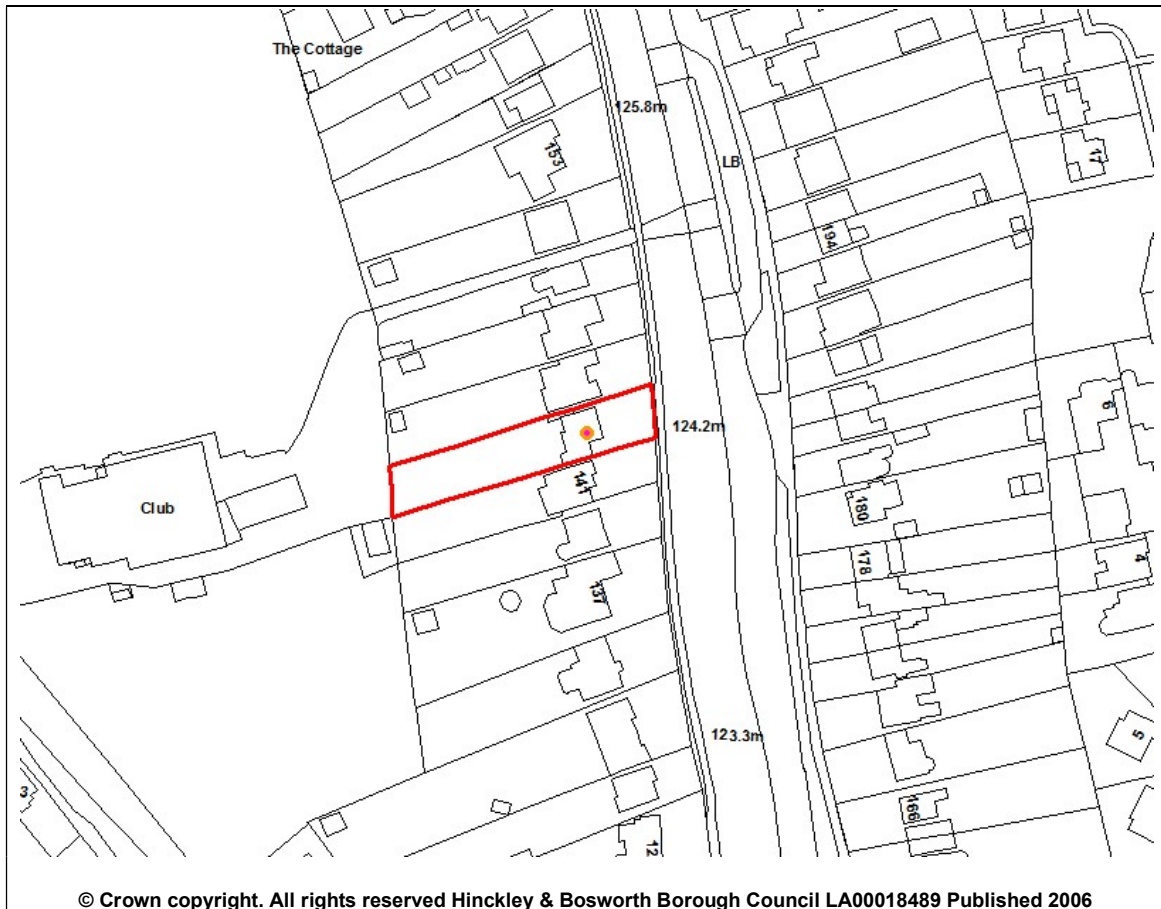 The Cottage
125.8m
153
LB
17
194
124.2m
6
Club
141
180
178
4
137
123.3m
5
3
166
12
© Crown copyright. All rights reserved Hinckley & Bosworth Borough Council LA00018489 Published 2006